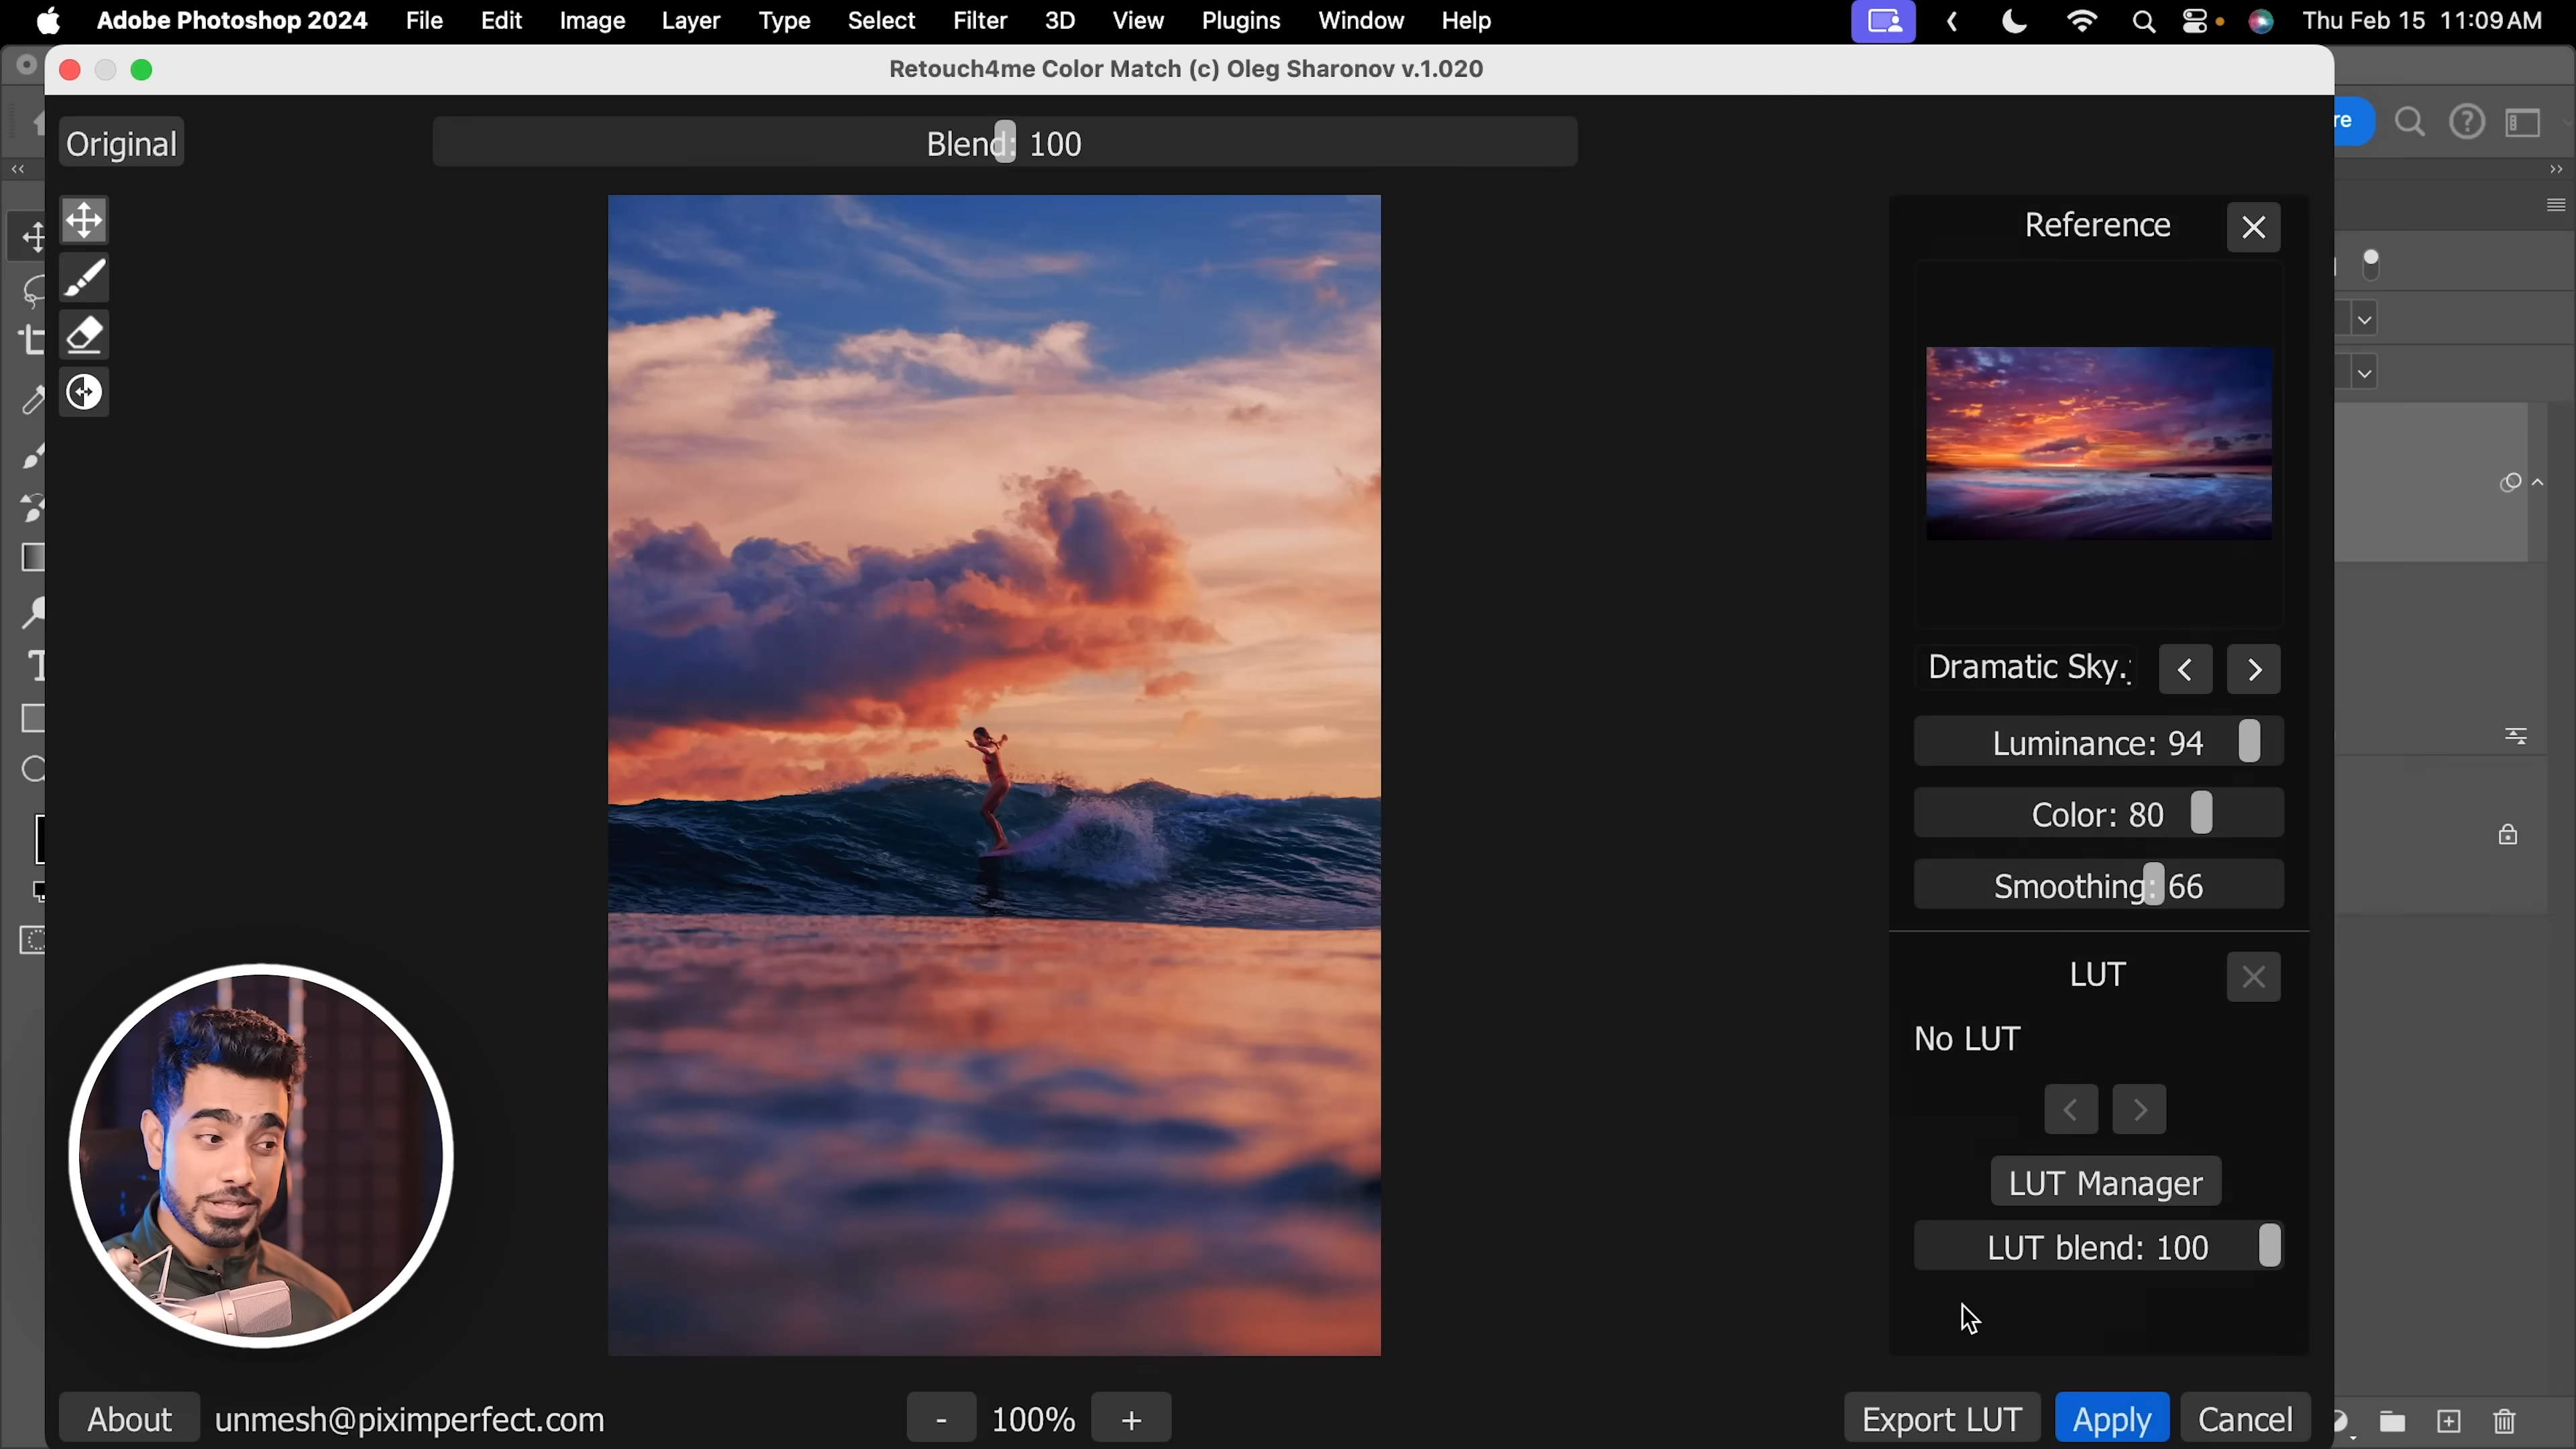 Adobe Photoshop 2024 File Edit Image Layer Type Select Filter 3D View Plugins Window Help Thu Feb 15 11:09 AM
Retouch4me Color Match (c) Oleg Sharonov v.1.020
Original
Blend: 100
re
Reference
Dramatic Sky.
Luminance: 94
Color: 80
Smoothing: 66
LUT
No LUT
LUT Manager
LUT blend: 100
About unmesh@piximperfect.com - 100% + Export LUT Apply Cancel